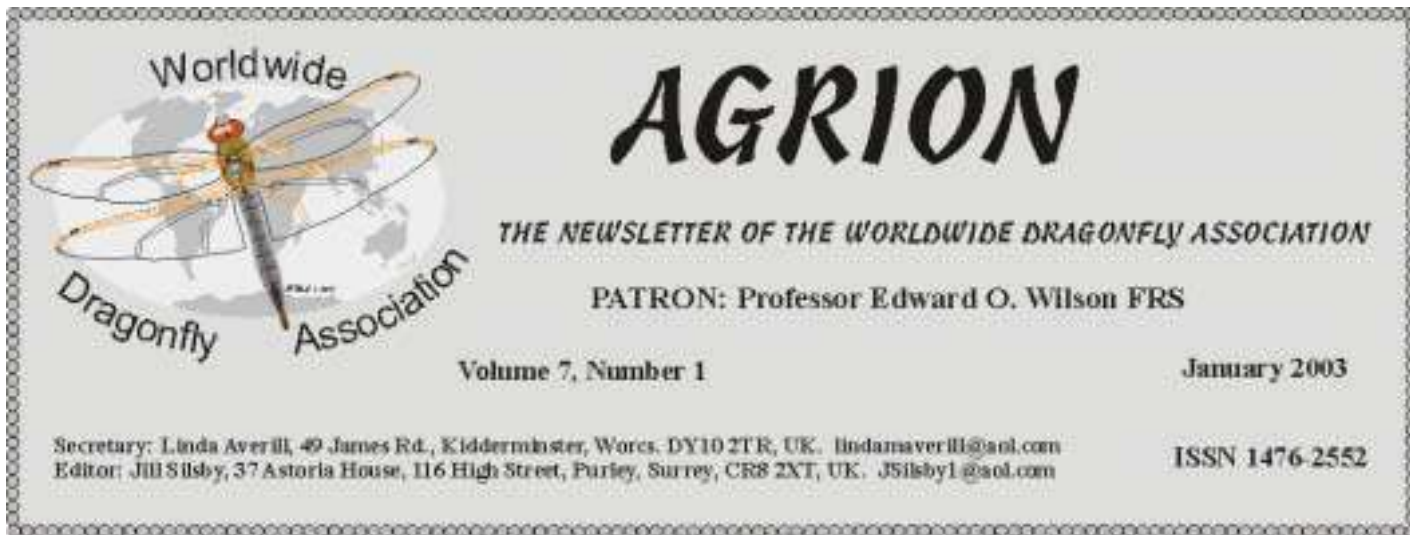 Worldwide
Dragonfly Association
AGRION
THE NEWSLETTER OF THE WORLDWIDE DRAGONFLY ASSOCIATION
PATRON: Professor Edward O. Wilson FRS
Volume 7, Number 1
January 2003
Secretary: Linda Averill, 49 James Rd., Kidderminster, Worcs. DY10 2TR, UK. lindamaverill@aol.com
Editor: Jill Silsby, 37 Astoria House, 116 High Street, Purley, Surrey, CR8 2XT, UK. JSilsby1@aol.com
ISSN 1476-2552